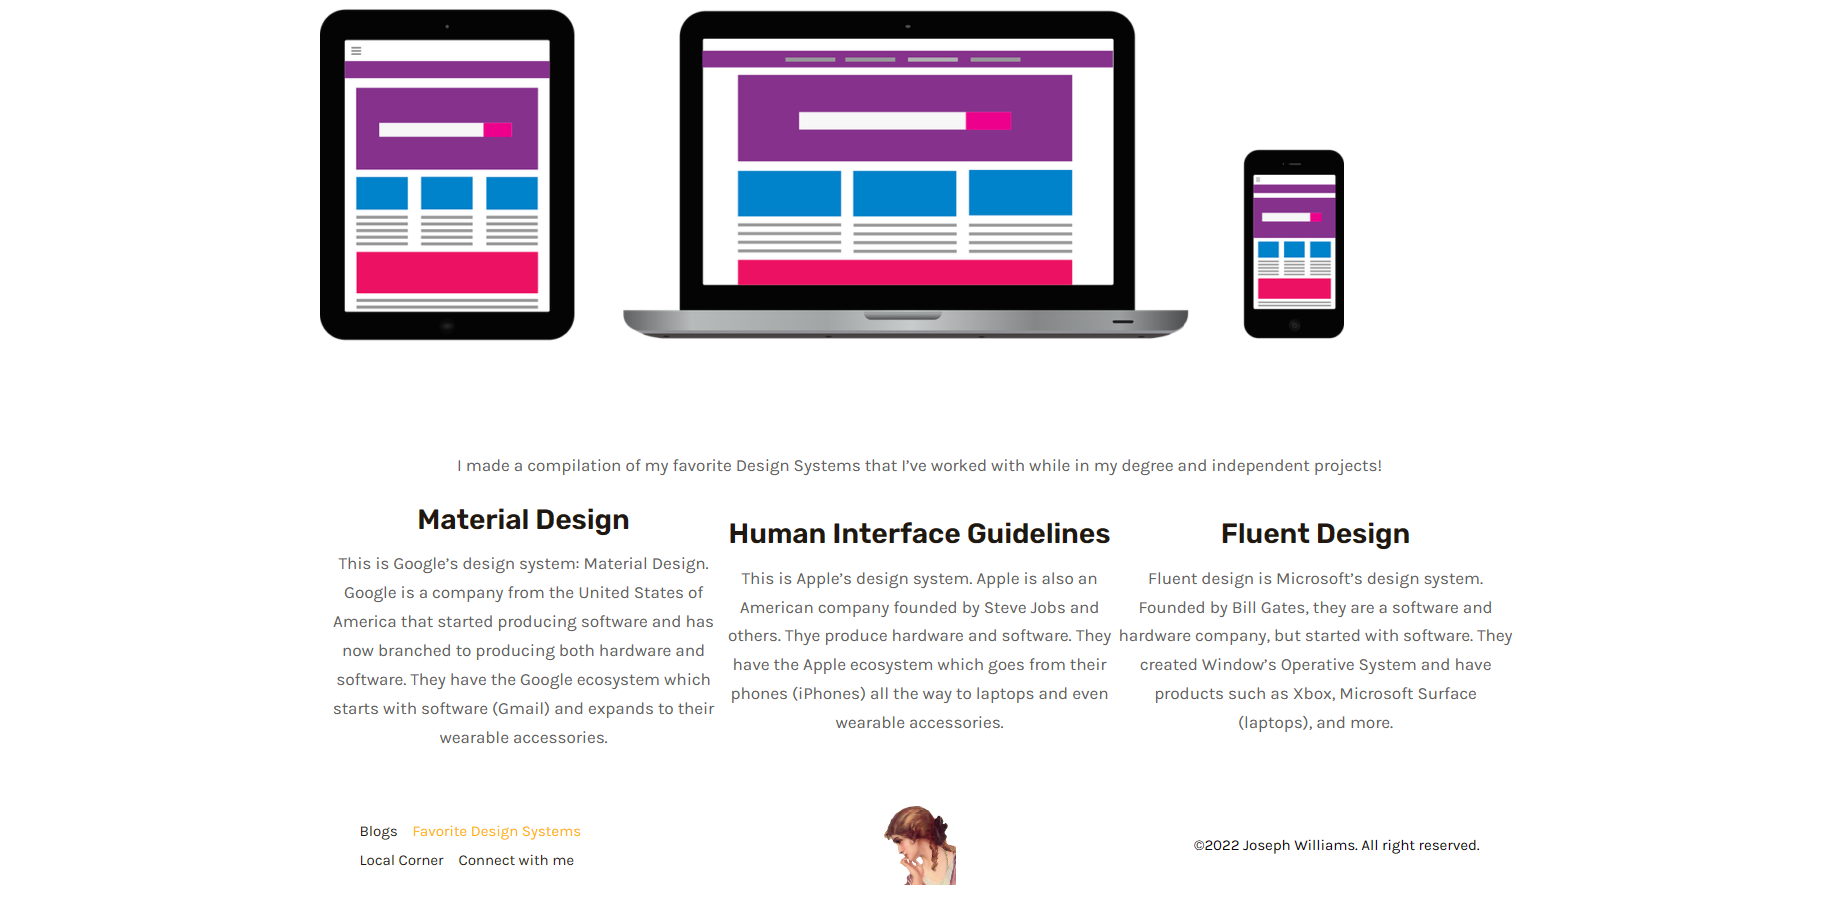 I made a compilation of my favorite Design Systems that I’ve worked with while in my degree and independent projects!
Material Design
This is Google’s design system: Material Design.
Google is a company from the United States of
America that started producing software and has
now branched to producing both hardware and
software. They have the Google ecosystem which
starts with software (Gmail) and expands to their
wearable accessories.
Human Interface Guidelines
This is Apple’s design system. Apple is also an
American company founded by Steve Jobs and
others. Thye produce hardware and software. They
have the Apple ecosystem which goes from their
phones (iPhones) all the way to laptops and even
wearable accessories.
Fluent Design
Fluent design is Microsoft’s design system.
Founded by Bill Gates, they are a software and
hardware company, but started with software. They
created Window’s Operative System and have
products such as Xbox, Microsoft Surface
(laptops), and more.
Blogs Favorite Design Systems
Local Corner Connect with me
©2022 Joseph Williams. All right reserved.